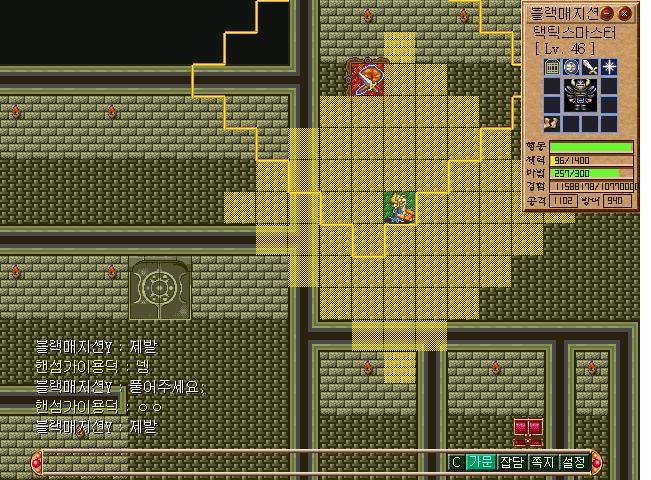 블랙매지션
택틱스마스터
[ Lv. 46 ]
행동
체력 96/1400
마법 257/300
경험
공격 1102 방어 940
블랙매지션Y : 제발
핸섬가이용덕 : 넹
블랙매지션Y : 풀어주세요;
핸섬가이용덕 : ㅇㅇ
블랙매지션Y : 제발
C 가문 잡담 쪽지 설정